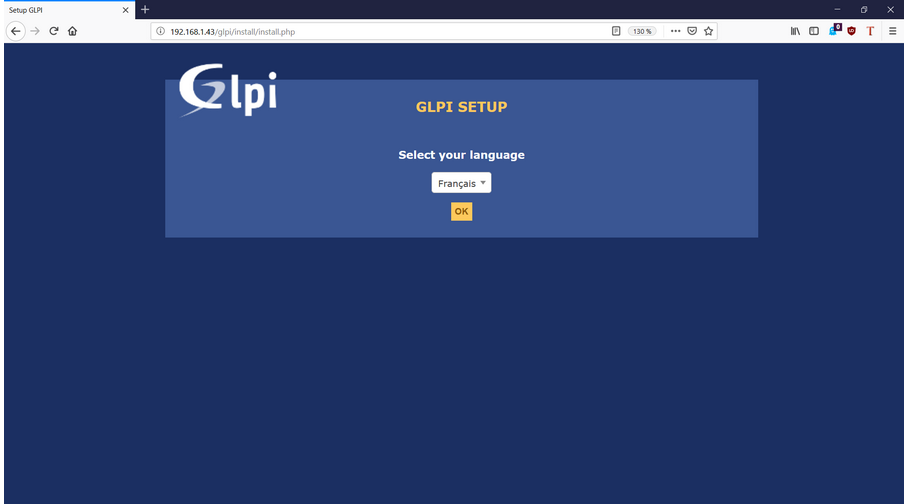 Setup GLPI
192.168.1.43/glpi/install/install.php
130 %
0
Glpi
GLPI SETUP
Select your language
Français
OK